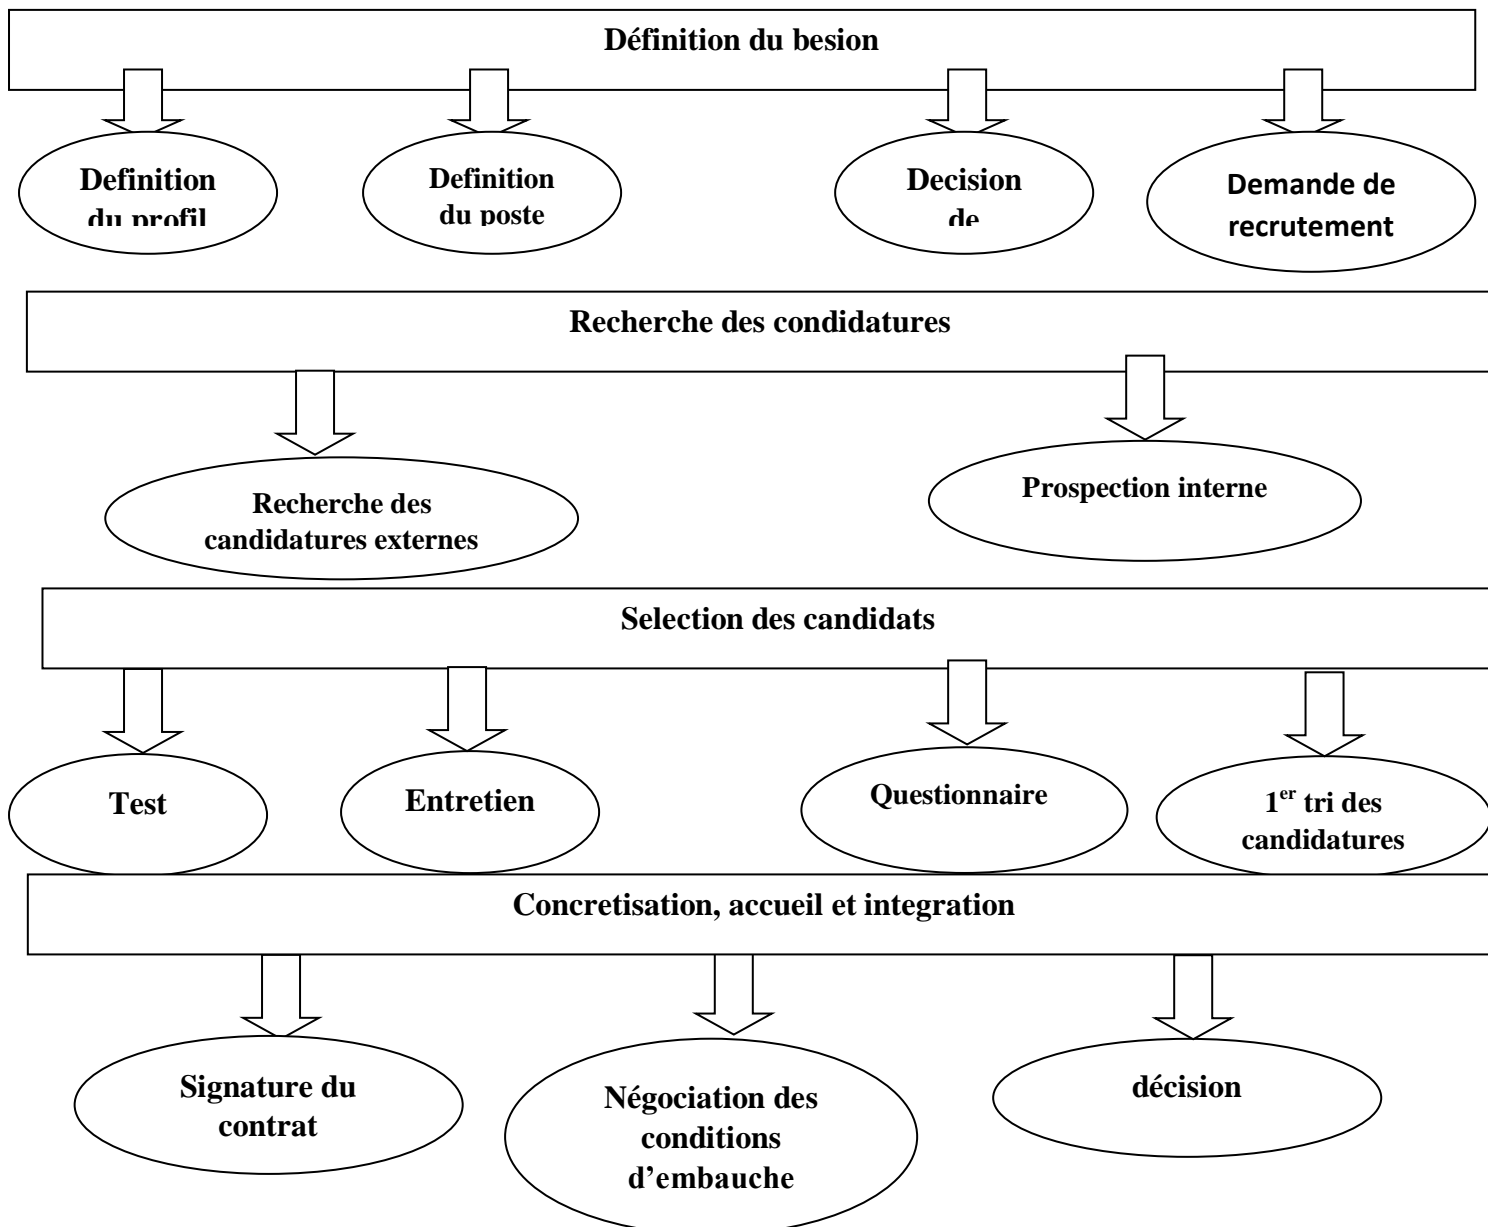 Définition du besion
Definition
du profil
Definition
du poste
Decision
de
Demande de
recrutement
Recherche des condidatures
Recherche des
candidatures externes
Prospection interne
Selection des candidats
Test
Entretien
Questionnaire
1er tri des
candidatures
Concretisation, accueil et integration
Signature du
contrat
Négociation des
conditions
d’embauche
décision